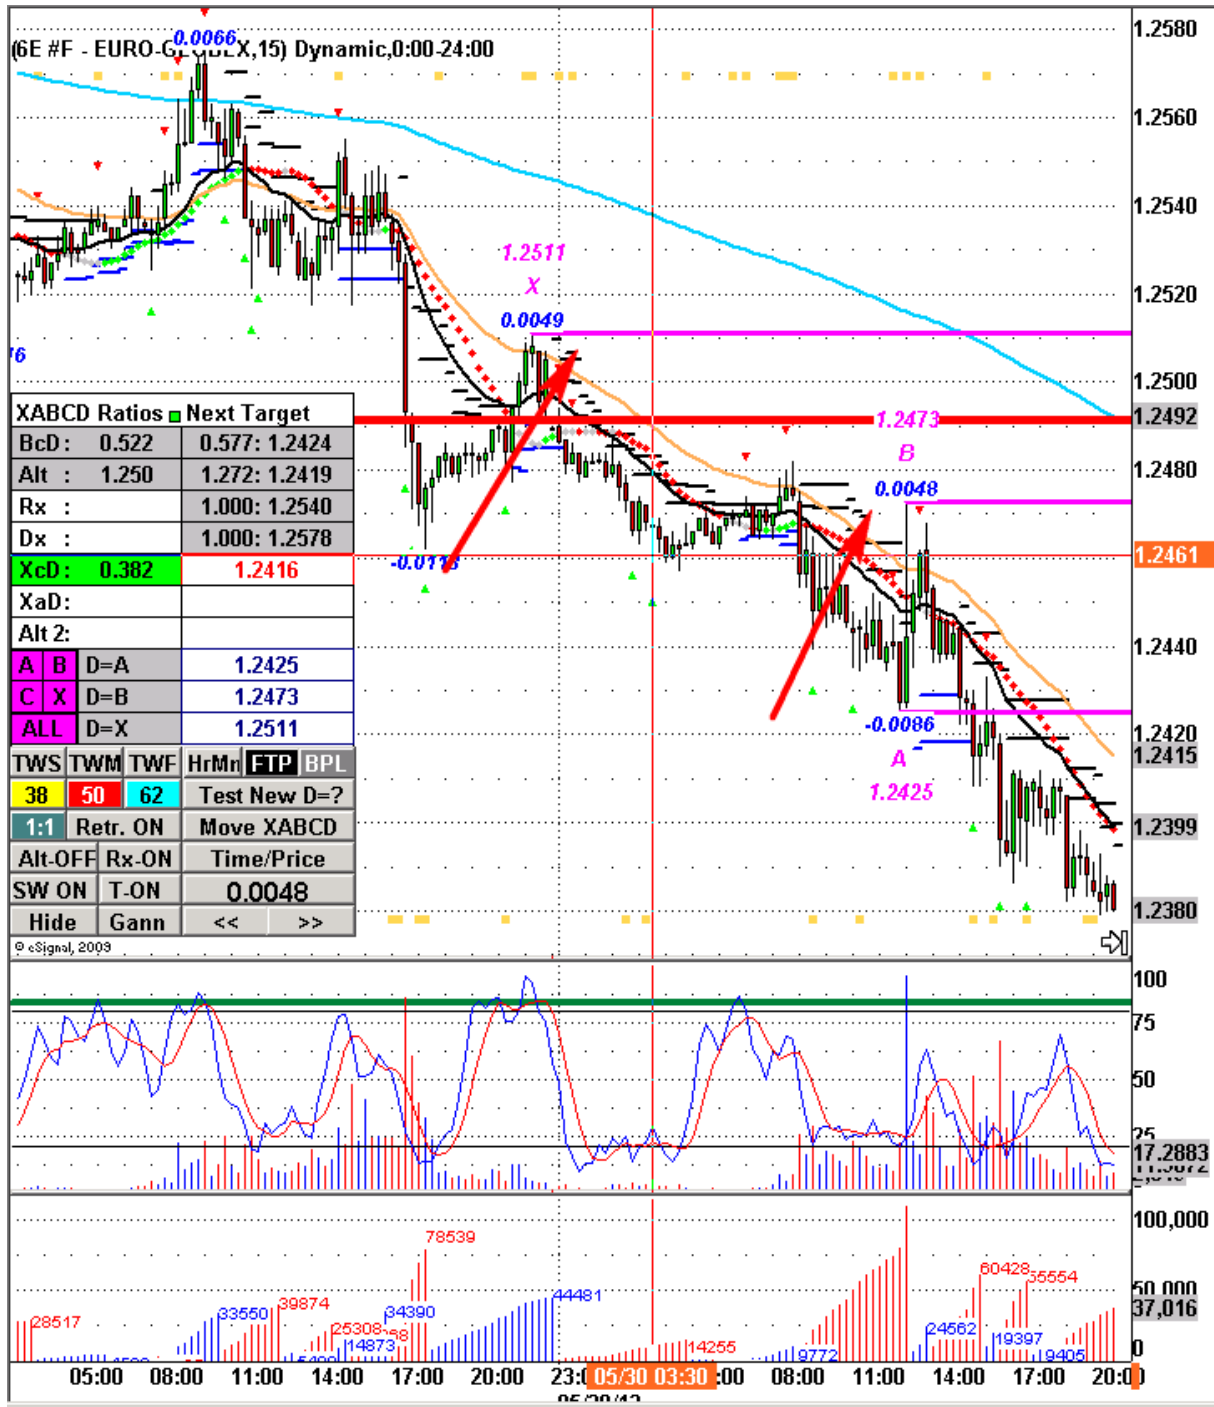 1.2580
0.0066
(6E #F - EURO-GLOBEX,15) Dynamic,0:00-24:00
1.2560
1.2540
1.2511
X
1.2520
0.0049
1.2500
1.2492
1.2473
B
1.2480
0.0048
-0.0113
1.2461
1.2440
-0.0086
A
1.2425
1.2420
1.2415
1.2399
1.2380
XABCD Ratios Next Target
BcD: 0.522 0.577: 1.2424
Alt : 1.250 1.272: 1.2419
Rx : 1.000: 1.2540
Dx : 1.000: 1.2578
XcD: 0.382 1.2416
XaD:
Alt 2:
A B D=A 1.2425
C X D=B 1.2473
ALL D=X 1.2511
TWS TWM TWF HrMn FTP BPL
38 50 62 Test New D=?
1:1 Retr. ON Move XABCD
Alt-OFF Rx-ON Time/Price
SW ON T-ON 0.0048
Hide Gann << >>
© eSignal, 2009
100
75
50
25
17.2883
100,000
78539
50,000
37,016
0
28517
33550
39874
25308
14873
34390
44481
14255
9772
24562
60428
19397
55554
9405
05:00 08:00 11:00 14:00 17:00 20:00 05/30 03:30 :00 08:00 11:00 14:00 17:00 20:00